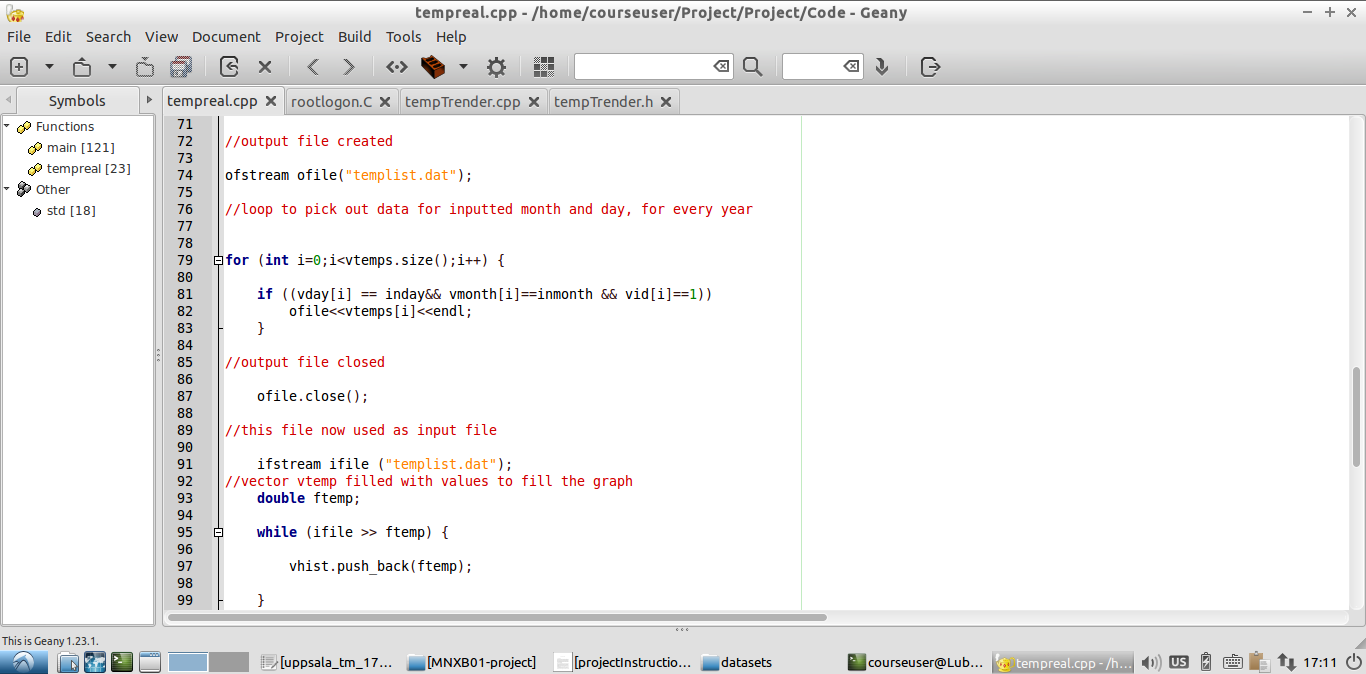 tempreal.cpp - /home/courseuser/Project/Project/Code - Geany
File Edit Search View Document Project Build Tools Help
Symbols
tempreal.cpp
rootlogon.C
tempTrender.cpp
tempTrender.h
Functions
main [121]
tempreal [23]
Other
std [18]
71
72 //output file created
73
74 ofstream ofile("templist.dat");
75
76 //loop to pick out data for inputted month and day, for every year
77
78
79 for (int i=0;i<vtemps.size();i++) {
80
81 if ((vday[i] == inday&& vmonth[i]==inmonth && vid[i]==1))
82 ofile<<vtemps[i]<<endl;
83 }
84
85 //output file closed
86
87 ofile.close();
88
89 //this file now used as input file
90
91 ifstream ifile ("templist.dat");
92 //vector vtemp filled with values to fill the graph
93 double ftemp;
94
95 while (ifile >> ftemp) {
96
97 vhist.push_back(ftemp);
98
99 }
This is Geany 1.23.1.
[uppsala_tm_17...
[MNXB01-project]
[projectInstructio...
datasets
courseuser@Lub...
tempreal.cpp - /h...
US
17:11